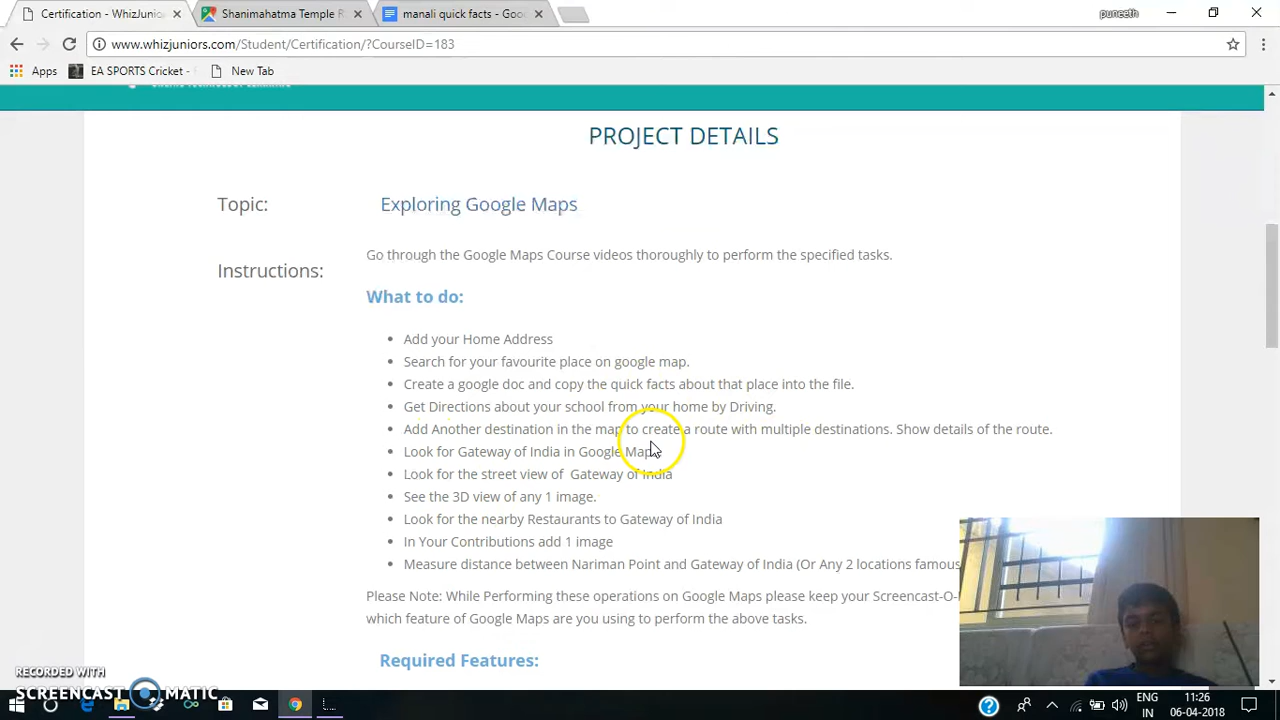 Certification - WhizJunior
Shanimahatma Temple R
manali quick facts - Goo
puneeth
www.whizjuniors.com/Student/Certification/?CourseID=183
Apps
EA SPORTS Cricket -
New Tab
PROJECT DETAILS
Topic:
Exploring Google Maps
Instructions:
Go through the Google Maps Course videos thoroughly to perform the specified tasks.
What to do:
Add your Home Address
Search for your favourite place on google map.
Create a google doc and copy the quick facts about that place into the file.
Get Directions about your school from your home by Driving.
Add Another destination in the map to create a route with multiple destinations. Show details of the route.
Look for Gateway of India in Google Map
Look for the street view of Gateway of India
See the 3D view of any 1 image.
Look for the nearby Restaurants to Gateway of India
In Your Contributions add 1 image
Measure distance between Nariman Point and Gateway of India (Or Any 2 locations famous
Please Note: While Performing these operations on Google Maps please keep your Screencast-O-
which feature of Google Maps are you using to perform the above tasks.
Required Features:
RECORDED WITH
SCREENCAST MATIC
ENG
IN
11:26
06-04-2018